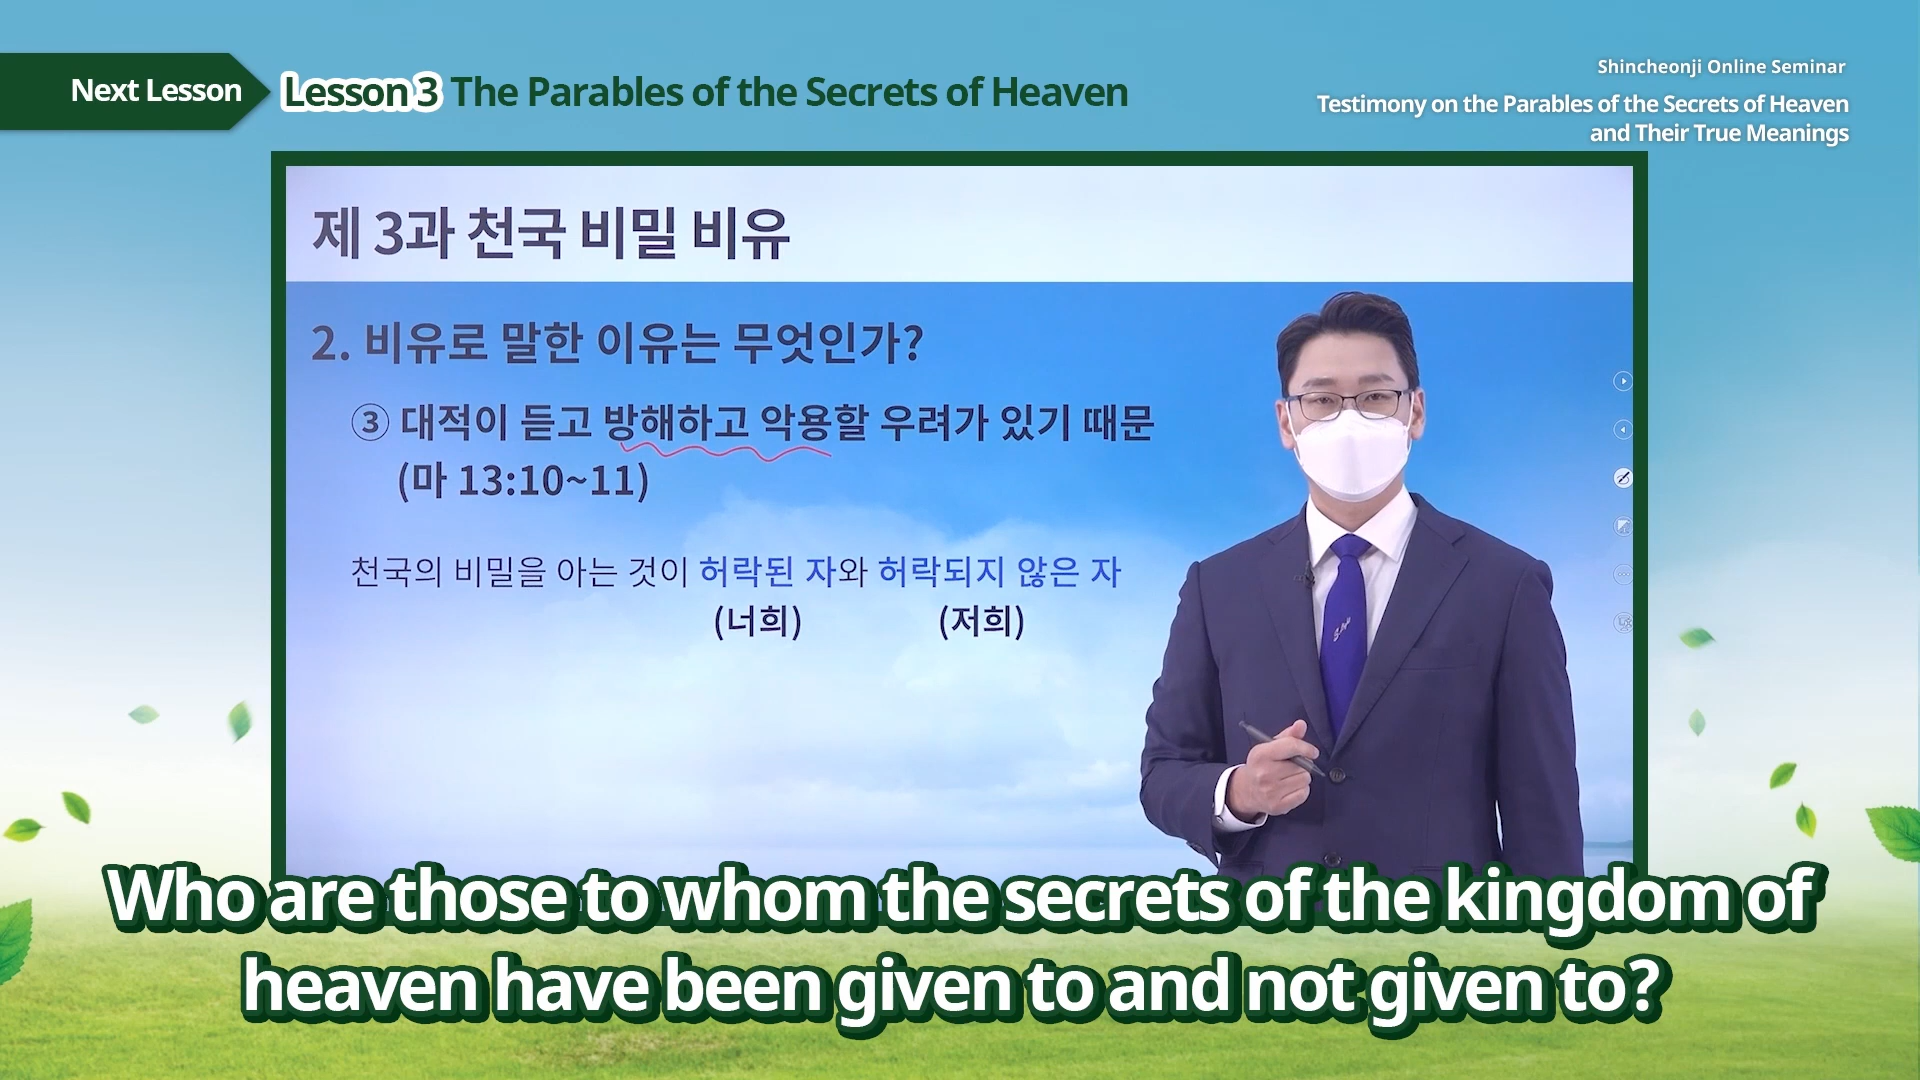 Next Lesson
Lesson 3 The Parables of the Secrets of Heaven
Shincheonji Online Seminar
Testimony on the Parables of the Secrets of Heaven
and Their True Meanings
제 3과 천국 비밀 비유
2. 비유로 말한 이유는 무엇인가?
③ 대적이 듣고 방해하고 악용할 우려가 있기 때문
(마 13:10~11)
천국의 비밀을 아는 것이 허락된 자와 허락되지 않은 자
(너희) (저희)
Who are those to whom the secrets of the kingdom of
heaven have been given to and not given to?